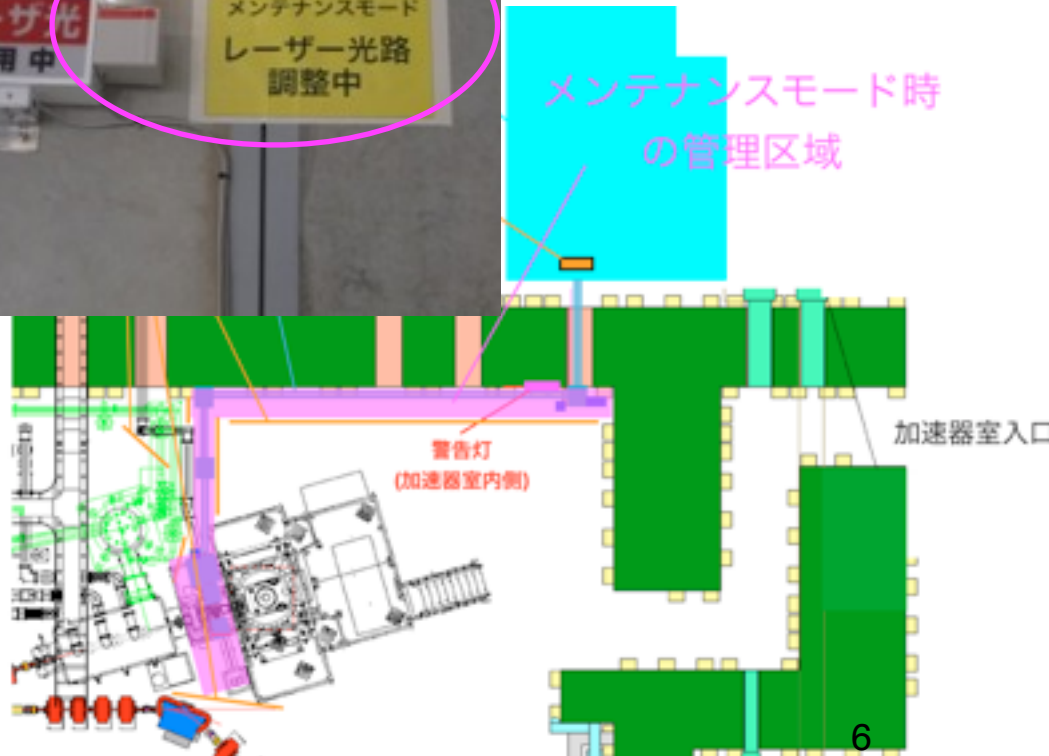 ーザ光
用中
メンテナンスモード
レーザー光路
調整中
メンテナンスモード時
の管理区域
警告灯
(加速器室内側)
加速器室入口
6